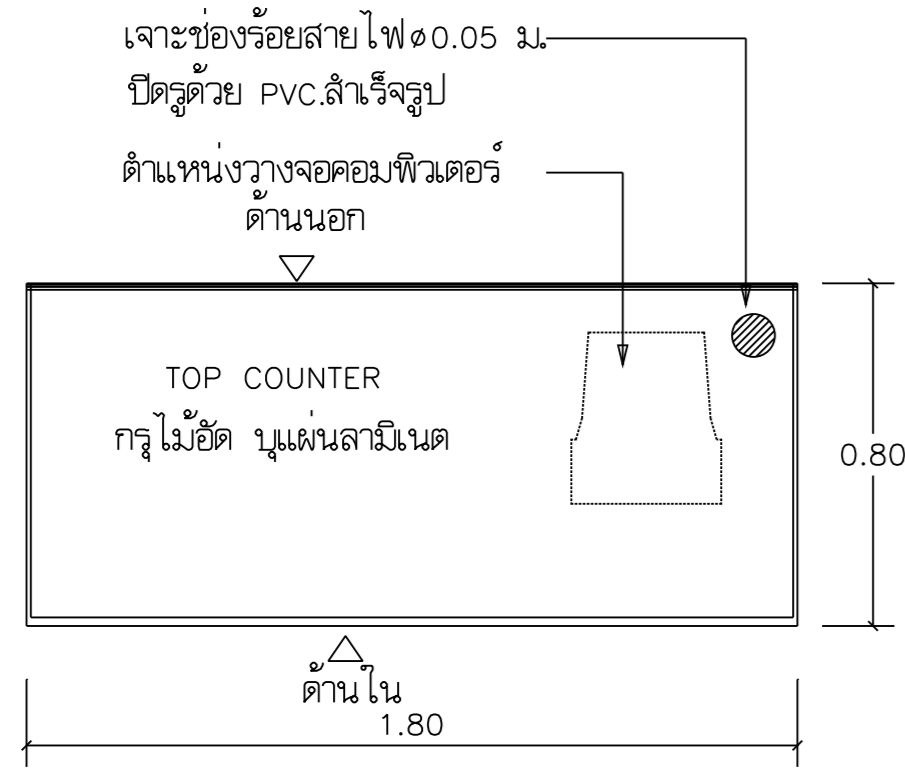 เจาะช่องร้อยสายไฟø0.05 ม.
ปิดรูด้วย PVC.สำเร็จรูป
ตำแหน่งวางจอคอมพิวเตอร์
ด้านนอก
TOP COUNTER
กรุไม้อัด บุแผ่นลามิเนต
0.80
ด้านใน
1.80